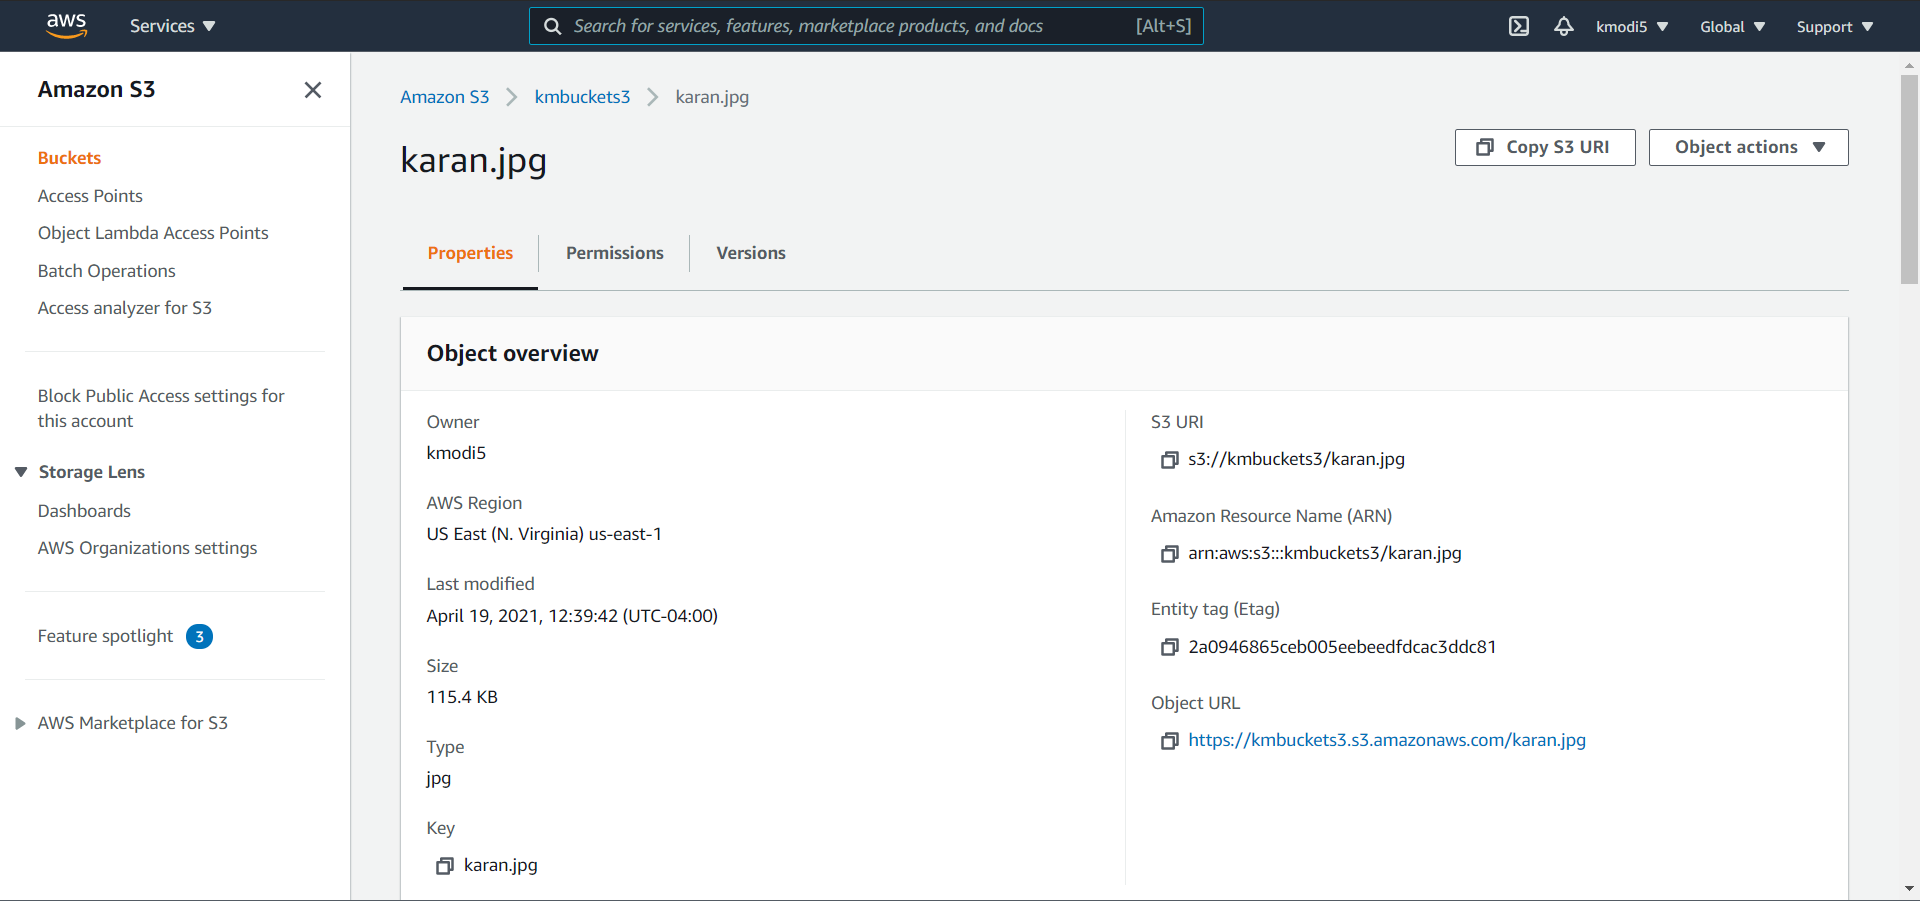 aws
Services
Search for services, features, marketplace products, and docs [Alt+S]
kmodi5
Global
Support
Amazon S3
Buckets
Access Points
Object Lambda Access Points
Batch Operations
Access analyzer for S3
Block Public Access settings for
this account
Storage Lens
Dashboards
AWS Organizations settings
Feature spotlight 3
AWS Marketplace for S3
Amazon S3 > kmbuckets3 > karan.jpg
karan.jpg
Copy S3 URI
Object actions
Properties
Permissions
Versions
Object overview
Owner
kmodi5
AWS Region
US East (N. Virginia) us-east-1
Last modified
April 19, 2021, 12:39:42 (UTC-04:00)
Size
115.4 KB
Type
jpg
Key
karan.jpg
S3 URI
s3://kmbuckets3/karan.jpg
Amazon Resource Name (ARN)
arn:aws:s3:::kmbuckets3/karan.jpg
Entity tag (Etag)
2a0946865ceb005eebeedfdcac3ddc81
Object URL
https://kmbuckets3.s3.amazonaws.com/karan.jpg